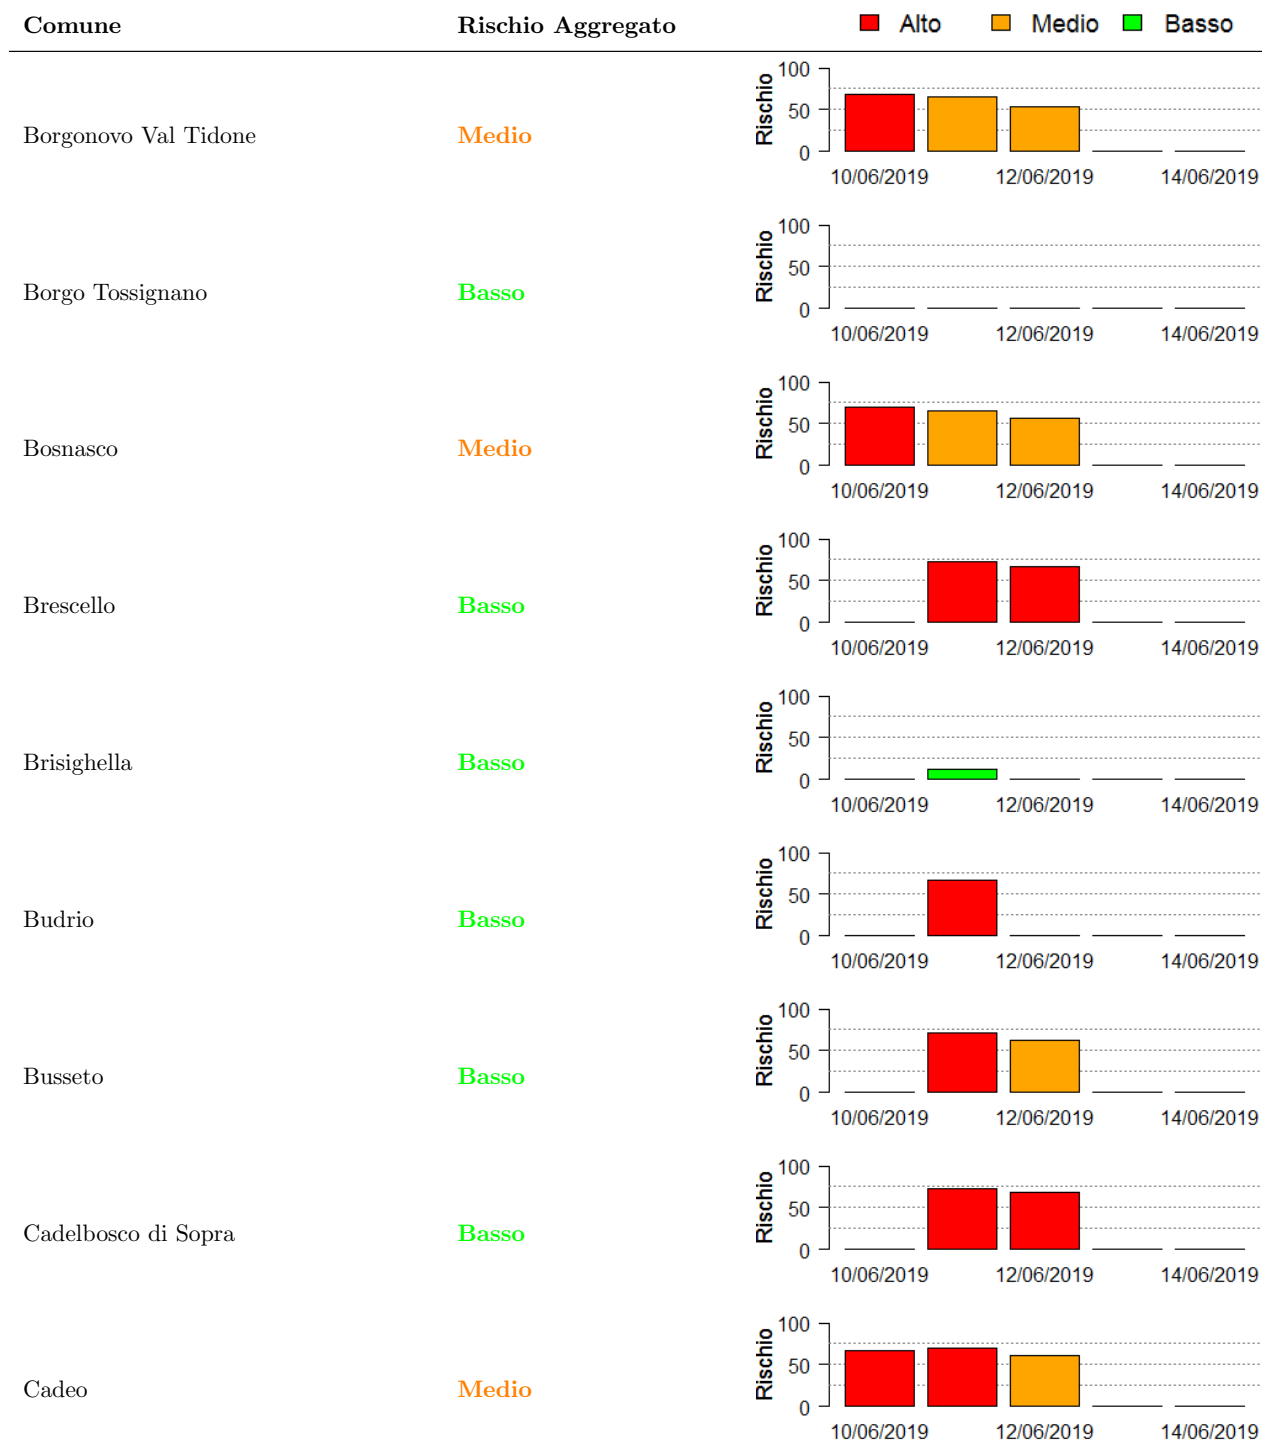 Comune Rischio Aggregato Alto Medio Basso
100
50
0
Rischio
Borgonovo Val Tidone Medio
10/06/2019 12/06/2019 14/06/2019
100
50
0
Rischio
Borgo Tossignano Basso
10/06/2019 12/06/2019 14/06/2019
100
50
0
Rischio
Bosnasco Medio
10/06/2019 12/06/2019 14/06/2019
100
50
0
Rischio
Brescello Basso
10/06/2019 12/06/2019 14/06/2019
100
50
0
Rischio
Brisighella Basso
10/06/2019 12/06/2019 14/06/2019
100
50
0
Rischio
Budrio Basso
10/06/2019 12/06/2019 14/06/2019
100
50
0
Rischio
Busseto Basso
10/06/2019 12/06/2019 14/06/2019
100
50
0
Rischio
Cadelbosco di Sopra Basso
10/06/2019 12/06/2019 14/06/2019
100
50
0
Rischio
Cadeo Medio
10/06/2019 12/06/2019 14/06/2019